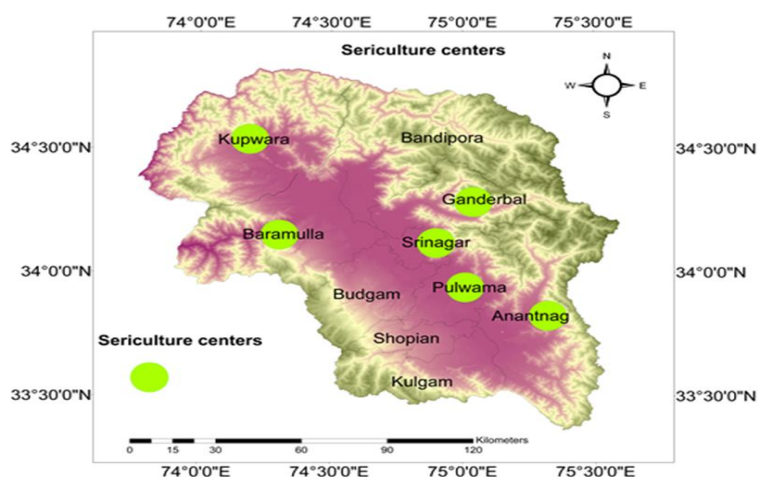 74°0'0"E 74°30'0"E 75°0'0"E 75°30'0"E
Sericulture centers
N
W E
S
34°30'0"N 34°30'0"N
Kupwara
Bandipora
Ganderbal
Baramulla
Srinagar
34°0'0"N 34°0'0"N
Pulwama
Budgam
Anantnag
Shopian
Sericulture centers
Kulgam
33°30'0"N 33°30'0"N
Kilometers
0 15 30 60 90 120
74°0'0"E 74°30'0"E 75°0'0"E 75°30'0"E